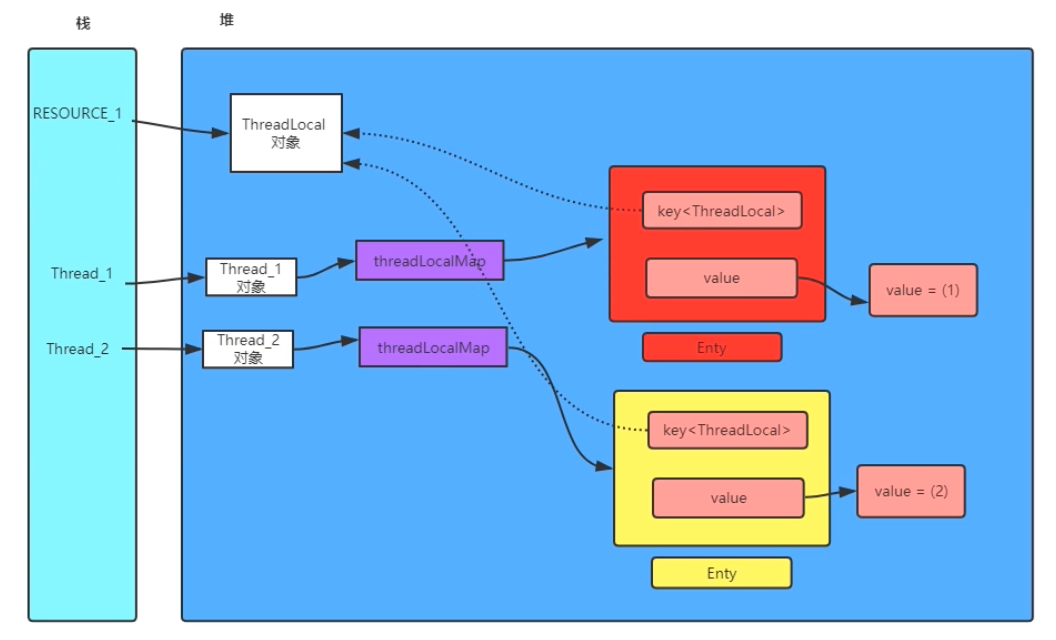 栈
堆
RESOURCE_1
ThreadLocal
对象
key<ThreadLocal>
Thread_1
Thread_1
对象
threadLocalMap
value
value = (1)
Enty
Thread_2
Thread_2
对象
threadLocalMap
key<ThreadLocal>
value
value = (2)
Enty